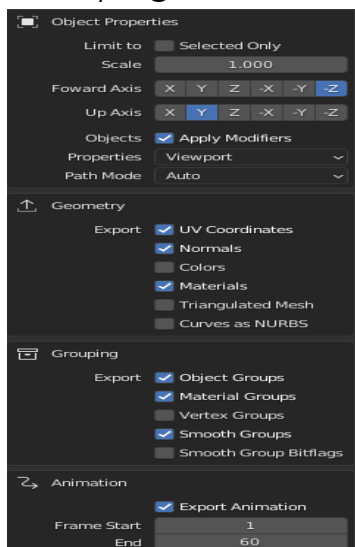 Object Properties
Limit to Selected Only
Scale 1.000
Foward Axis X Y Z -X -Y -Z
Up Axis X Y Z -X -Y -Z
Objects Apply Modifiers
Properties Viewport
Path Mode Auto
Geometry
Export UV Coordinates
Normals
Colors
Materials
Triangulated Mesh
Curves as NURBS
Grouping
Export Object Groups
Material Groups
Vertex Groups
Smooth Groups
Smooth Group Bitflags
Animation
Export Animation
Frame Start 1
End 60